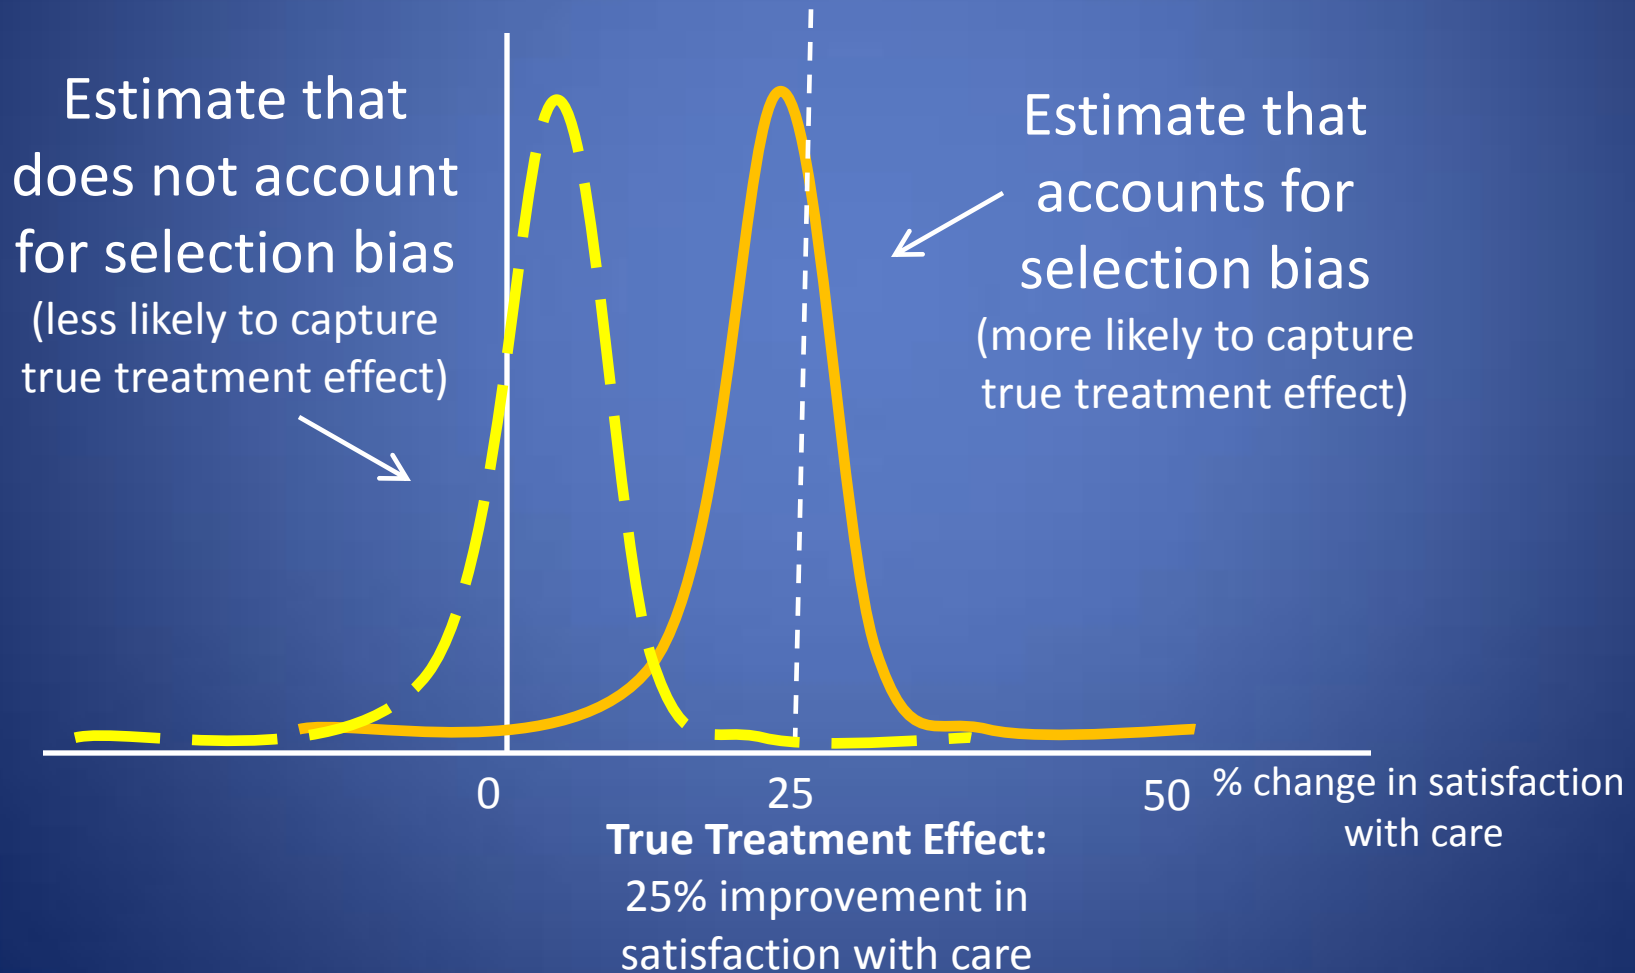 Estimate that
does not account
for selection bias
(less likely to capture
true treatment effect)
Estimate that
accounts for
selection bias
(more likely to capture
true treatment effect)
0
25
50
% change in satisfaction
with care
True Treatment Effect:
25% improvement in
satisfaction with care